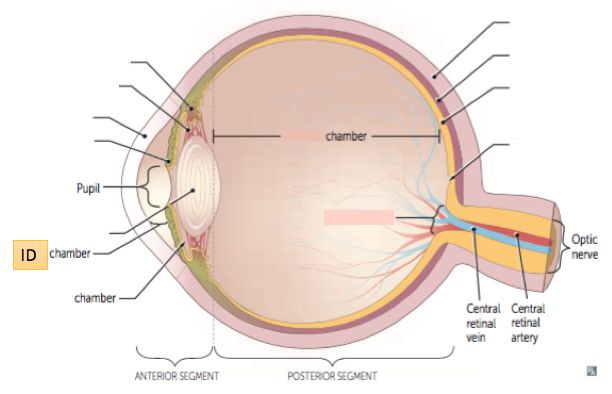 chamber
Pupil
ID
chamber
chamber
Optic
nerve
Central
retinal
vein
Central
retinal
artery
ANTERIOR SEGMENT
POSTERIOR SEGMENT